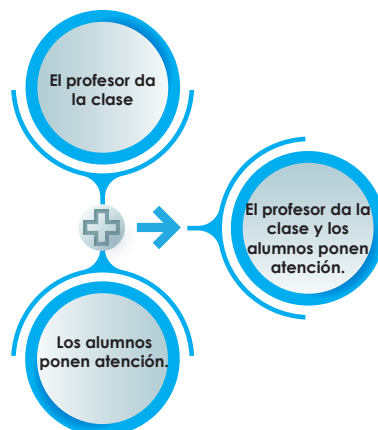 El profesor da
la clase
El profesor da la
clase y los
alumnos ponen
atención.
Los alumnos
ponen atención.